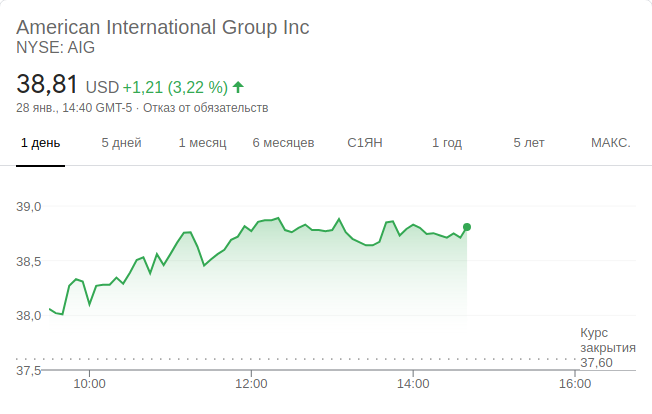 American International Group Inc
NYSE: AIG
38,81 USD +1,21 (3,22 %)
28 янв., 14:40 GMT-5 · Отказ от обязательств
1 день 5 дней 1 месяц 6 месяцев С1ЯН 1 год 5 лет МАКС.
39,0
38,5
38,0
Курс
закрытия
37,60
37,5
10:00 12:00 14:00 16:00